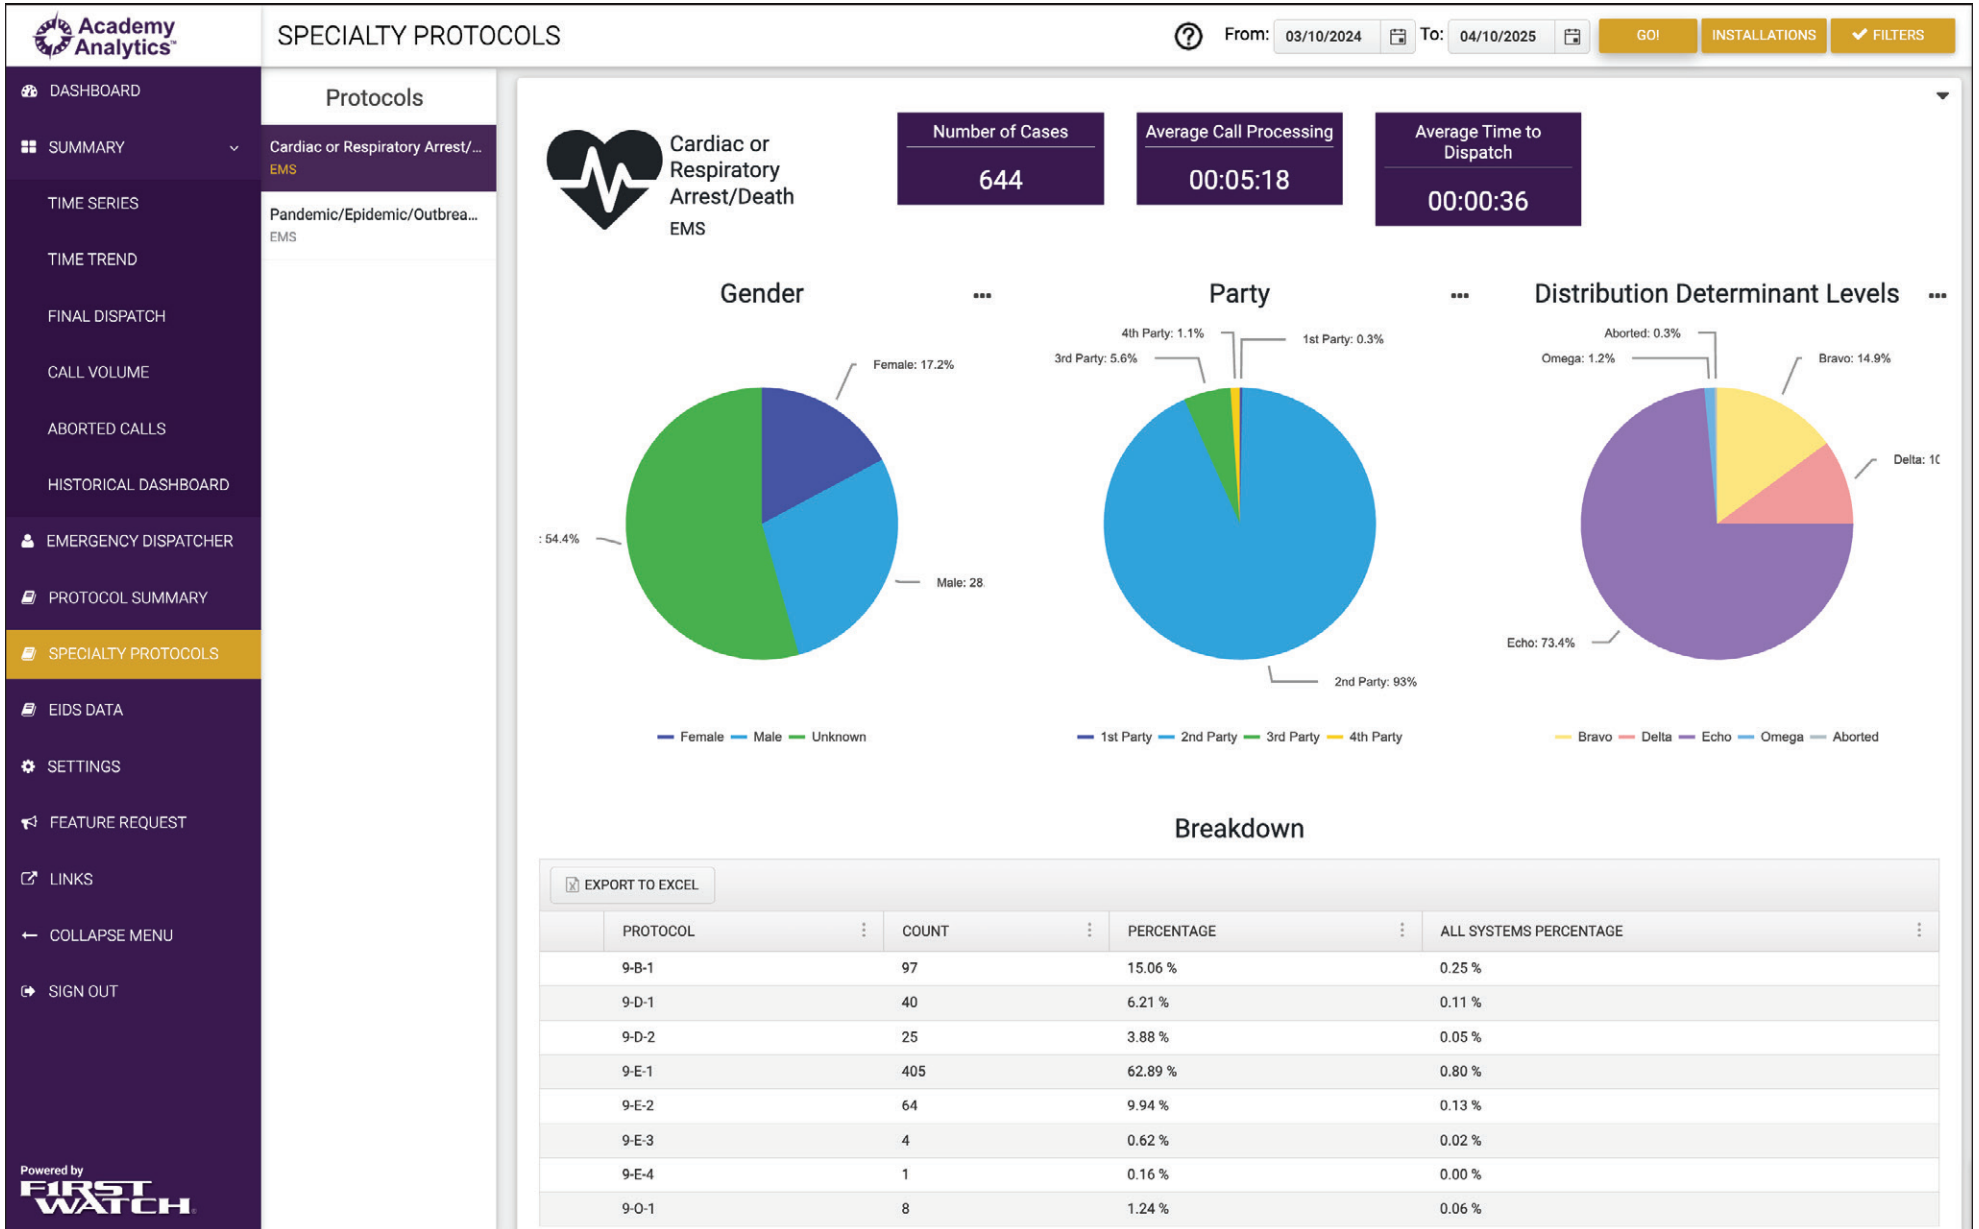 Academy
Analytics™
SPECIALTY PROTOCOLS
From: 03/10/2024 To: 04/10/2025 GO! INSTALLATIONS FILTERS
DASHBOARD
SUMMARY
TIME SERIES
TIME TREND
FINAL DISPATCH
CALL VOLUME
ABORTED CALLS
HISTORICAL DASHBOARD
EMERGENCY DISPATCHER
PROTOCOL SUMMARY
SPECIALTY PROTOCOLS
EIDS DATA
SETTINGS
FEATURE REQUEST
LINKS
COLLAPSE MENU
SIGN OUT
Powered by
FIRST
WATCH®
Protocols
Cardiac or Respiratory Arrest/...
EMS
Pandemic/Epidemic/Outbrea...
EMS
Cardiac or
Respiratory
Arrest/Death
EMS
Number of Cases
644
Average Call Processing
00:05:18
Average Time to
Dispatch
00:00:36
Gender
Female: 17.2%
: 54.4%
Male: 28.
Female Male Unknown
Party
4th Party: 1.1%
1st Party: 0.3%
3rd Party: 5.6%
2nd Party: 93%
1st Party 2nd Party 3rd Party 4th Party
Distribution Determinant Levels
Aborted: 0.3%
Omega: 1.2%
Bravo: 14.9%
Delta: 10
Echo: 73.4%
Bravo Delta Echo Omega Aborted
Breakdown
EXPORT TO EXCEL
PROTOCOL COUNT PERCENTAGE ALL SYSTEMS PERCENTAGE
9-B-1 97 15.06 % 0.25 %
9-D-1 40 6.21 % 0.11 %
9-D-2 25 3.88 % 0.05 %
9-E-1 405 62.89 % 0.80 %
9-E-2 64 9.94 % 0.13 %
9-E-3 4 0.62 % 0.02 %
9-E-4 1 0.16 % 0.00 %
9-O-1 8 1.24 % 0.06 %